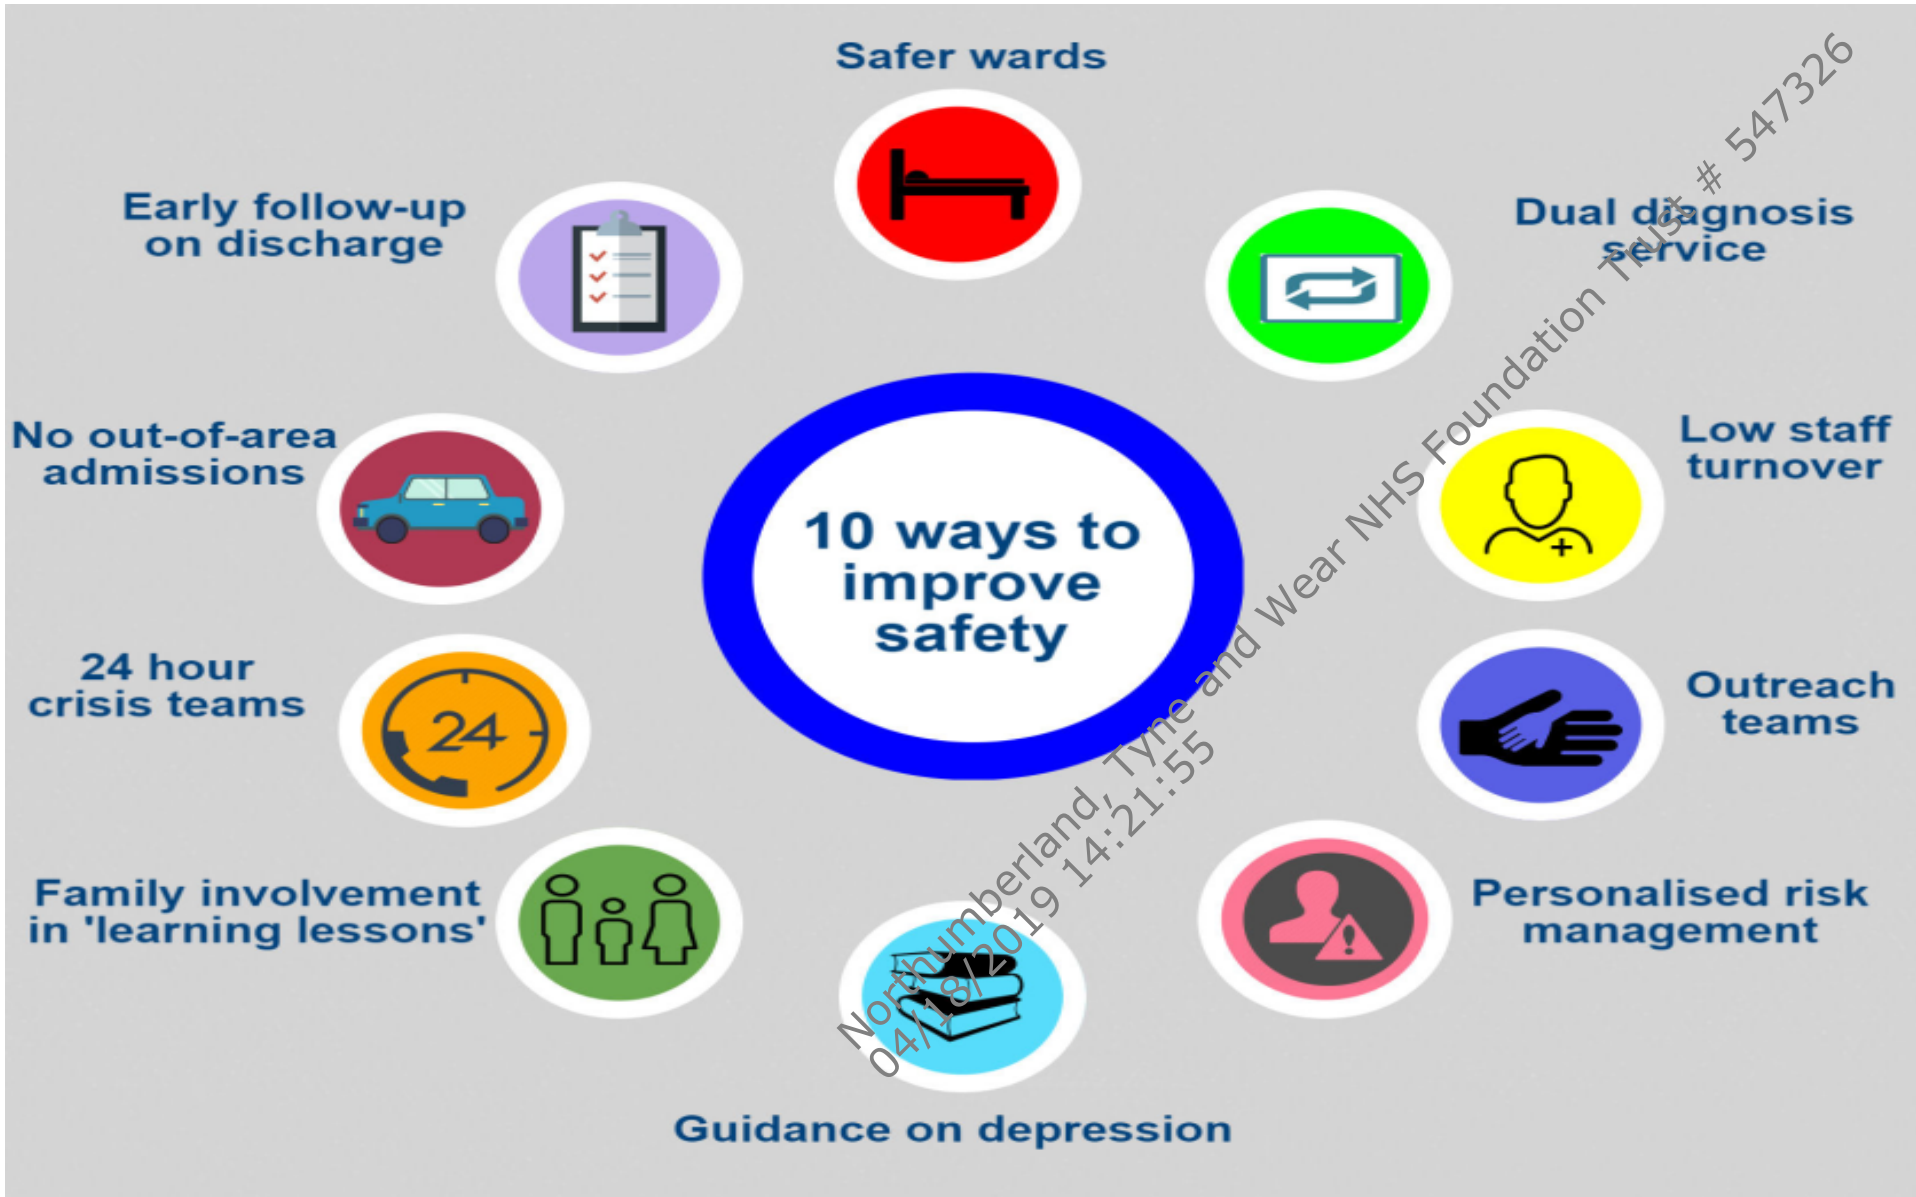 Safer wards
Early follow-up
on discharge
Dual diagnosis
service
No out-of-area
admissions
Low staff
turnover
10 ways to
improve
safety
24 hour
crisis teams
24
Outreach
teams
Family involvement
in 'learning lessons'
Personalised risk
management
Guidance on depression
Northumberland, Tyne and Wear NHS Foundation Trust # 547326
04/18/2019 14:21:55